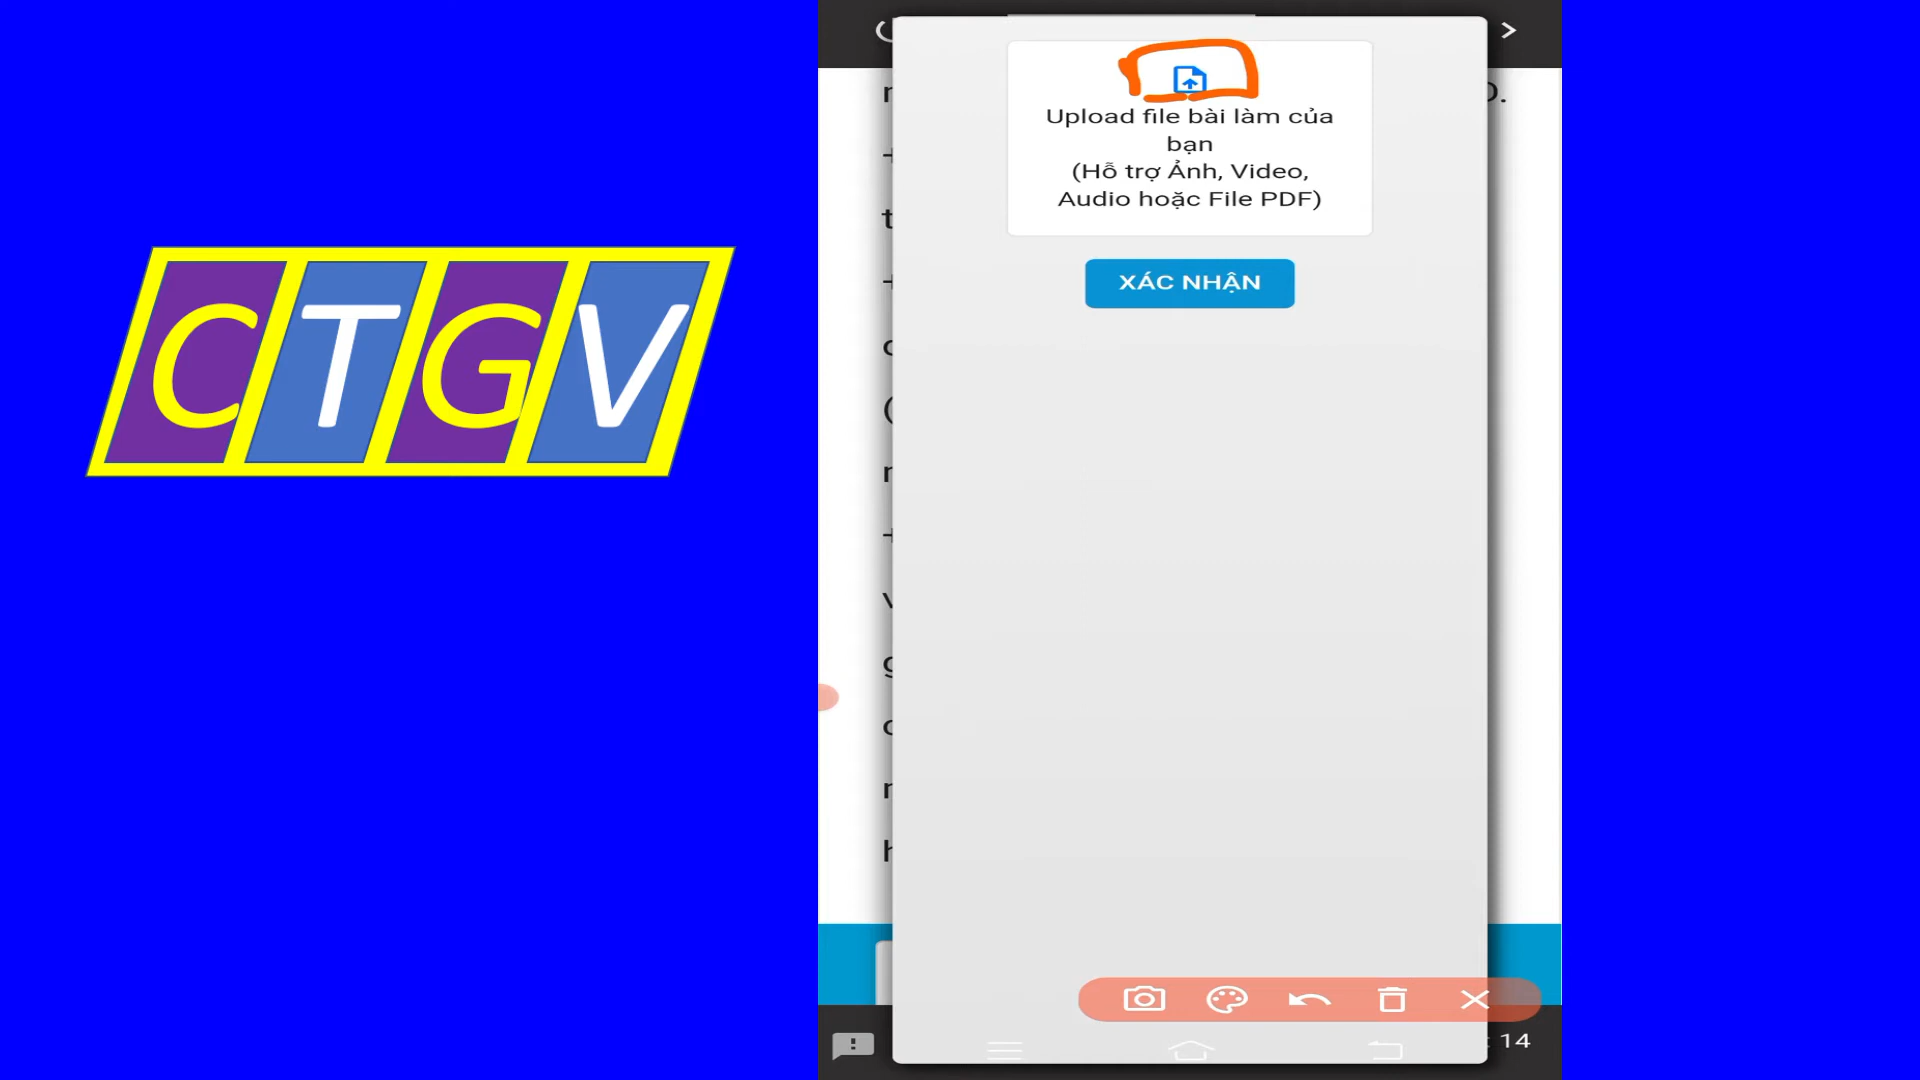 CTGV
Upload file bài làm của
bạn
(Hỗ trợ Ảnh, Video,
Audio hoặc File PDF)
XÁC NHẬN
14